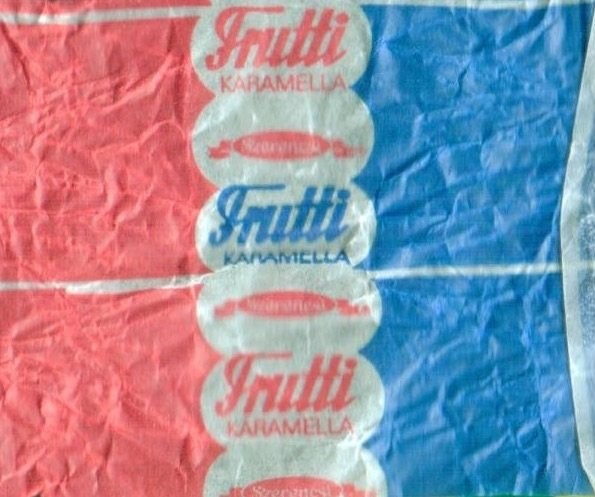 Frutti
KARAMELLA
Szerencsi
Frutti
KARAMELLA
Szerencsi
Frutti
KARAMELLA
Szerencsi